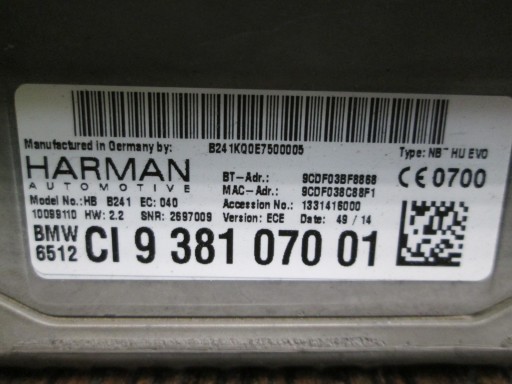 B241KQ0E7500005
Manufactured in Germany by:
Type: NBT HU EVO
HARMAN
AUTOMOTIVE
BT-Adr.: 9CDF03BF8868
MAC-Adr.: 9CDF038C88F1
CE 0700
Model No.: HB B241 EC: 040
Accession No.: 1331416000
10099110 HW: 2.2 SNR: 2697009 Version: ECE Date: 49 / 14
BMW
6512
CI 9 381 070 01